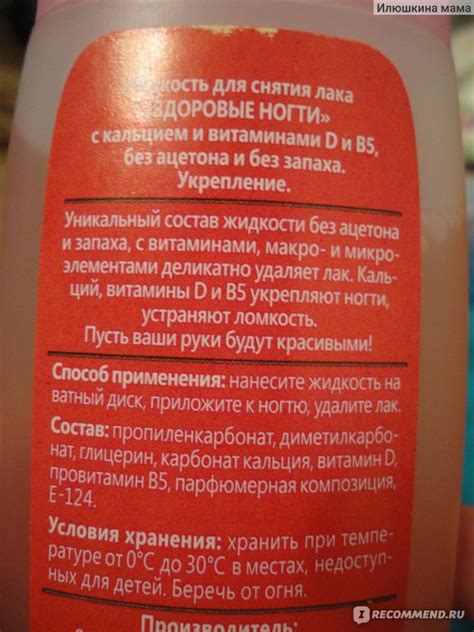 Илюшкина мама
Жидкость для снятия лака
«ЗДОРОВЫЕ НОГТИ»
с кальцием и витаминами D и B5,
без ацетона и без запаха.
Укрепление.
Уникальный состав жидкости без ацетона
и запаха, с витаминами, макро- и микро-
элементами деликатно удаляет лак. Каль-
ций, витамины D и B5 укрепляют ногти,
устраняют ломкость.
Пусть ваши руки будут красивыми!
Способ применения: нанесите жидкость на
ватный диск, приложите к ногтю, удалите лак.
Состав: пропиленкарбонат, диметилкарбо-
нат, глицерин, карбонат кальция, витамин D,
провитамин B5, парфюмерная композиция,
E-124.
Условия хранения: хранить при темпе-
ратуре от 0°C до 30°C в местах, недоступ-
ных для детей. Беречь от огня.
Производитель:
IRECOMMEND.RU